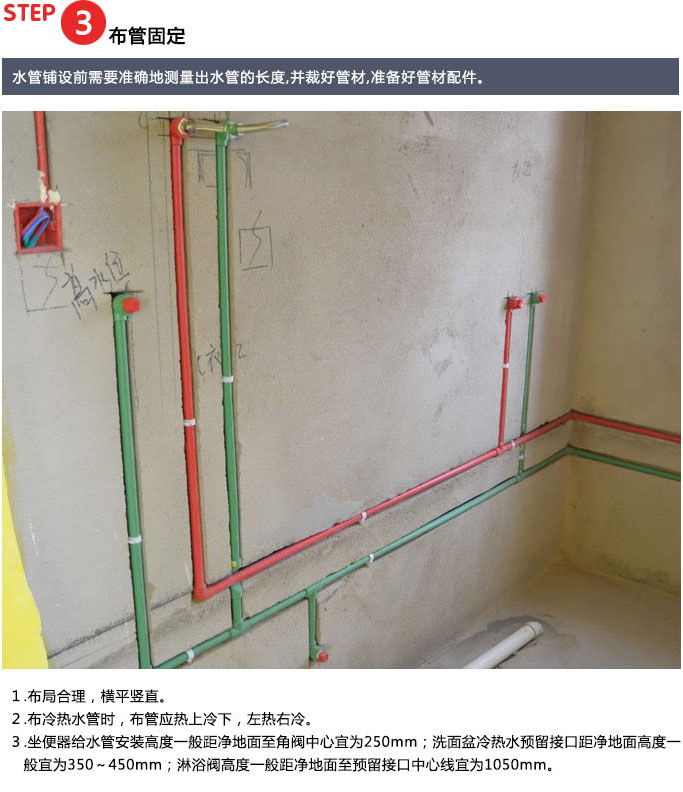 STEP 3 布管固定
水管铺设前需要准确地测量出水管的长度,并裁好管材,准备好管材配件。
高水位
1.布局合理，横平竖直。
2.布冷热水管时，布管应热上冷下，左热右冷。
3.坐便器给水管安装高度一般距净地面至角阀中心宜为250mm；洗面盆冷热水预留接口距净地面高度一
般宜为350～450mm；淋浴阀高度一般距净地面至预留接口中心线宜为1050mm。